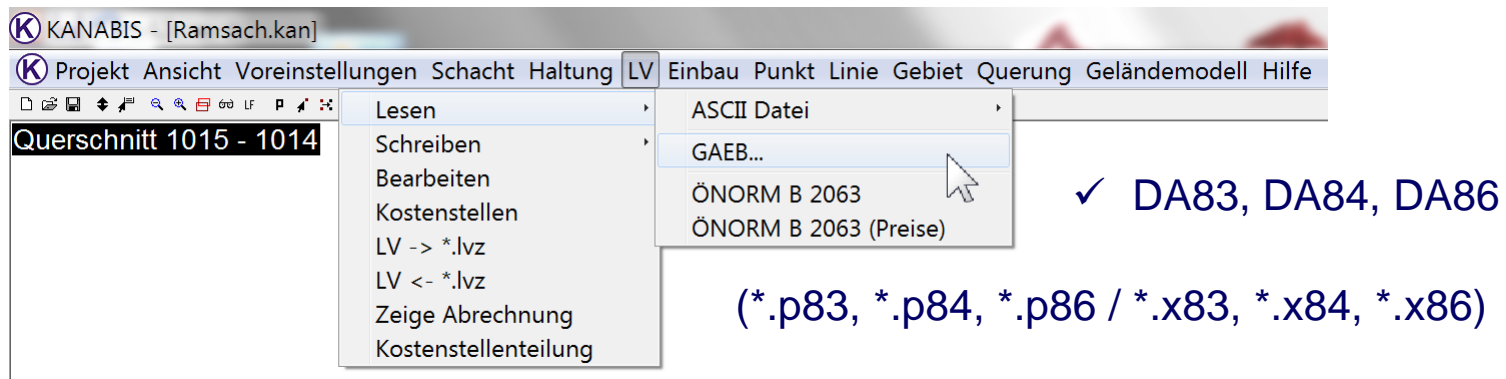 K KANABIS - [Ramsach.kan]
K Projekt Ansicht Voreinstellungen Schacht Haltung LV Einbau Punkt Linie Gebiet Querung Geländemodell Hilfe
LF P
Querschnitt 1015 - 1014
Lesen
Schreiben
Bearbeiten
Kostenstellen
LV -> *.lvz
LV <- *.lvz
Zeige Abrechnung
Kostenstellenteilung
ASCII Datei
GAEB...
ÖNORM B 2063
ÖNORM B 2063 (Preise)
✓ DA83, DA84, DA86
(*.p83, *.p84, *.p86 / *.x83, *.x84, *.x86)